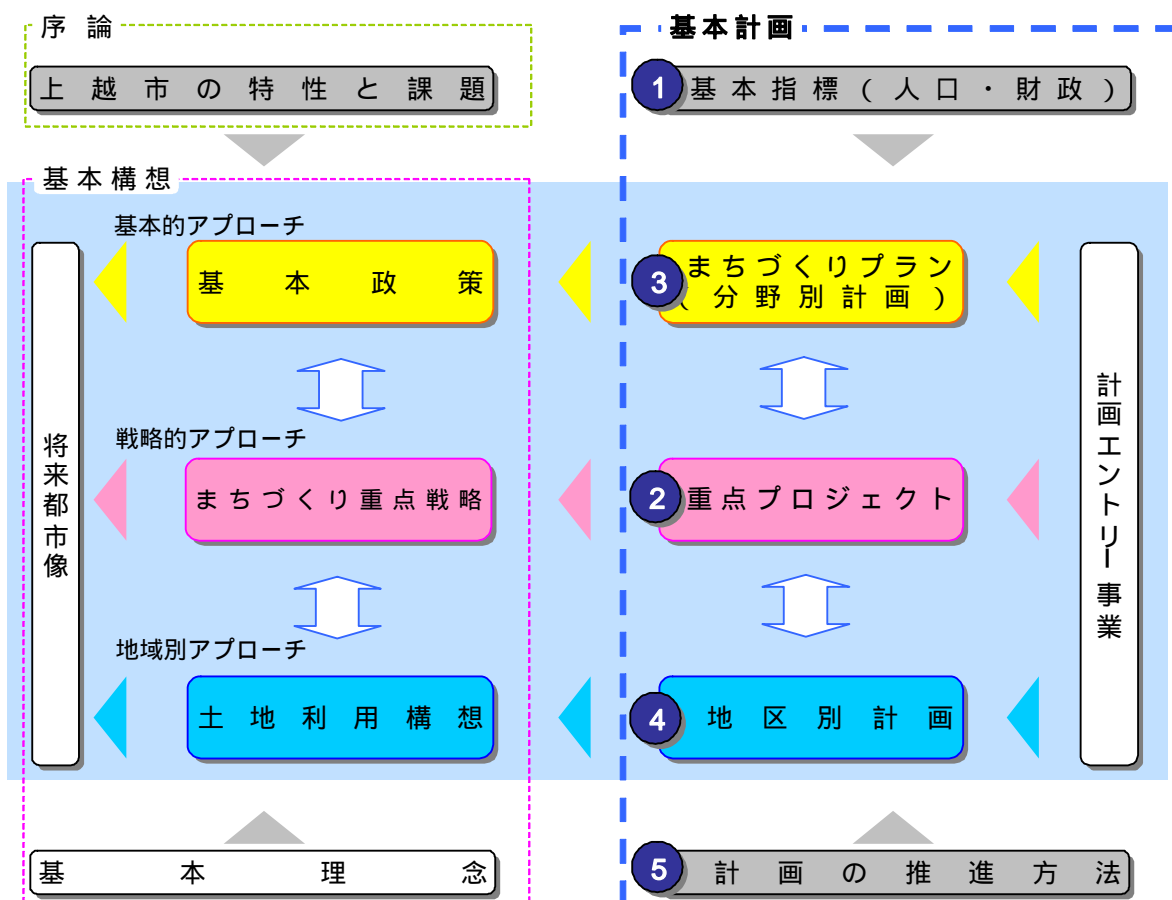 序論
上越市の特性と課題
基本構想
基本的アプローチ
基本政策
戦略的アプローチ
まちづくり重点戦略
地域別アプローチ
土地利用構想
将来都市像
基本理念
基本計画
1 基本指標(人口・財政)
3 まちづくりプラン
(分野別計画)
2 重点プロジェクト
4 地区別計画
計画エントリー事業
5 計画の推進方法